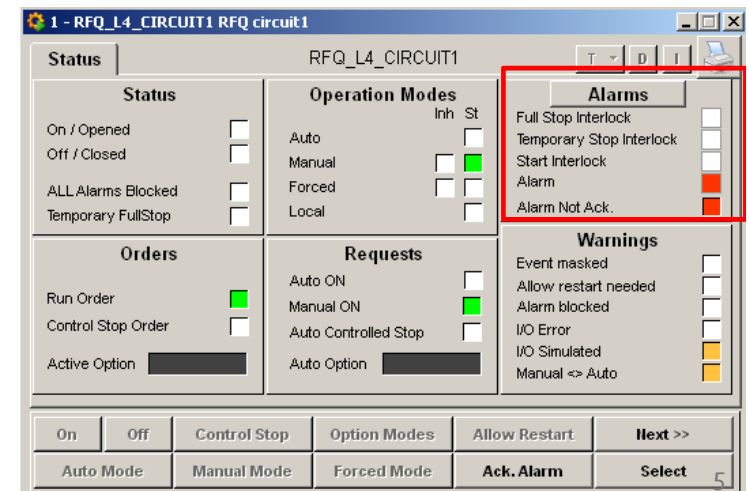 1 - RFQ_L4_CIRCUIT1 RFQ circuit1
Status
RFQ_L4_CIRCUIT1
T D I
Status
On / Opened
Off / Closed
ALL Alarms Blocked
Temporary FullStop
Operation Modes
Inh St
Auto
Manual
Forced
Local
Alarms
Full Stop Interlock
Temporary Stop Interlock
Start Interlock
Alarm
Alarm Not Ack.
Orders
Run Order
Control Stop Order
Active Option
Requests
Auto ON
Manual ON
Auto Controlled Stop
Auto Option
Warnings
Event masked
Allow restart needed
Alarm blocked
I/O Error
I/O Simulated
Manual <> Auto
On Off Control Stop Option Modes Allow Restart Next >>
Auto Mode Manual Mode Forced Mode Ack. Alarm Select
5